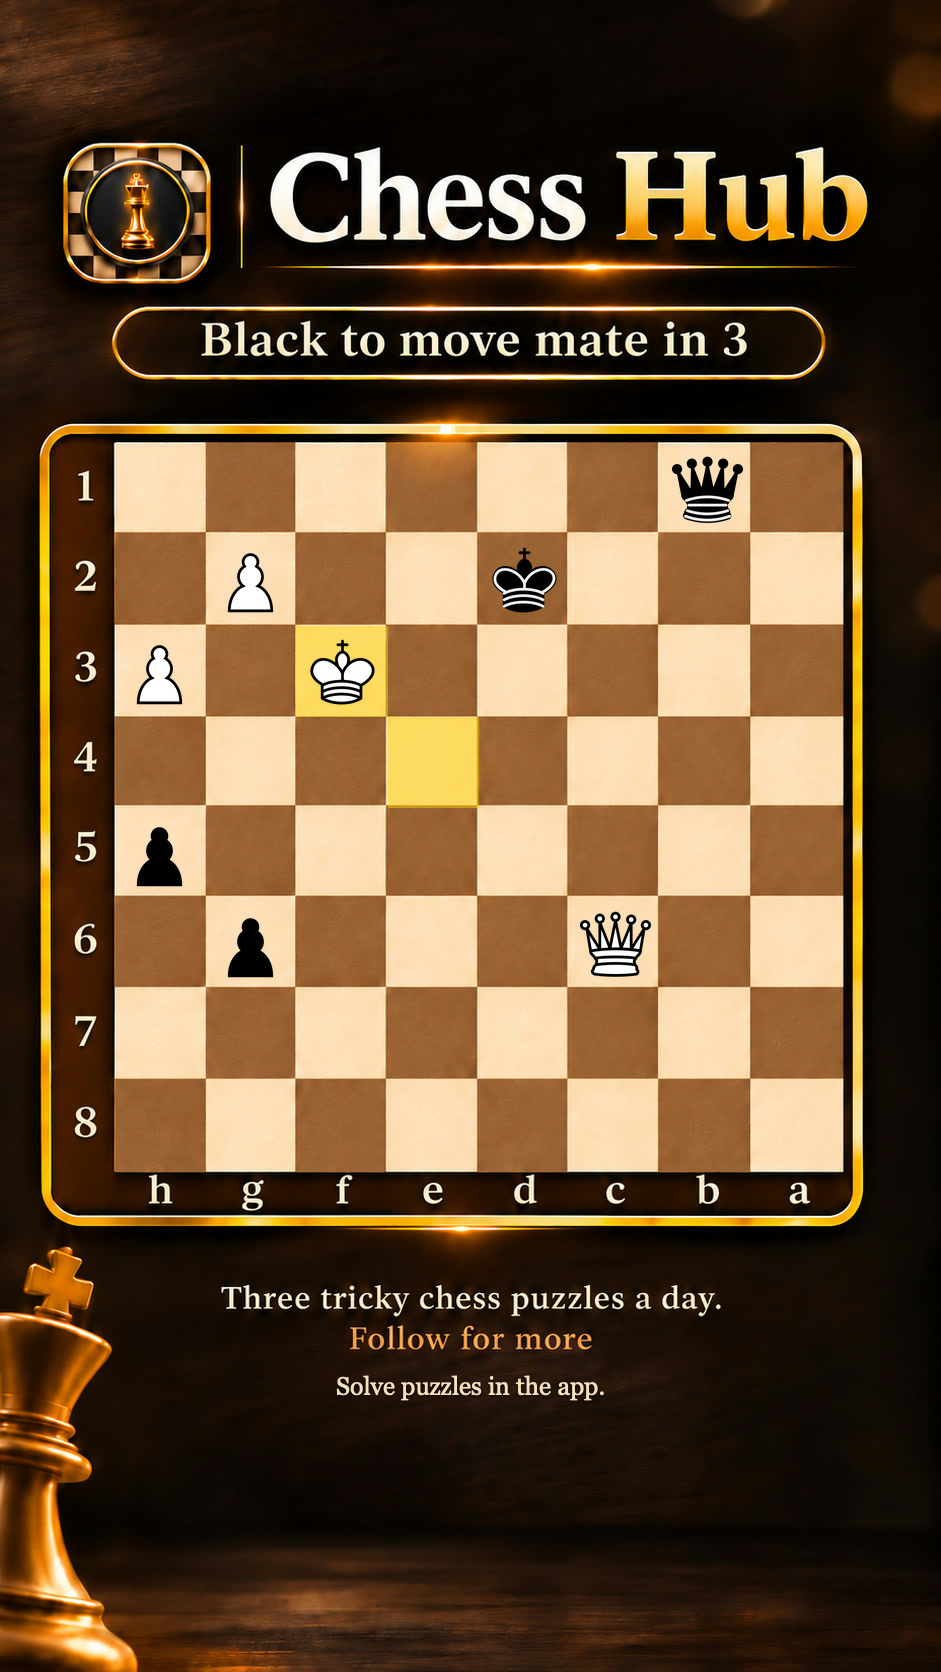 Chess Hub
Black to move mate in 3
1
2
3
4
5
6
7
8
h g f e d c b a
Three tricky chess puzzles a day.
Follow for more
Solve puzzles in the app.